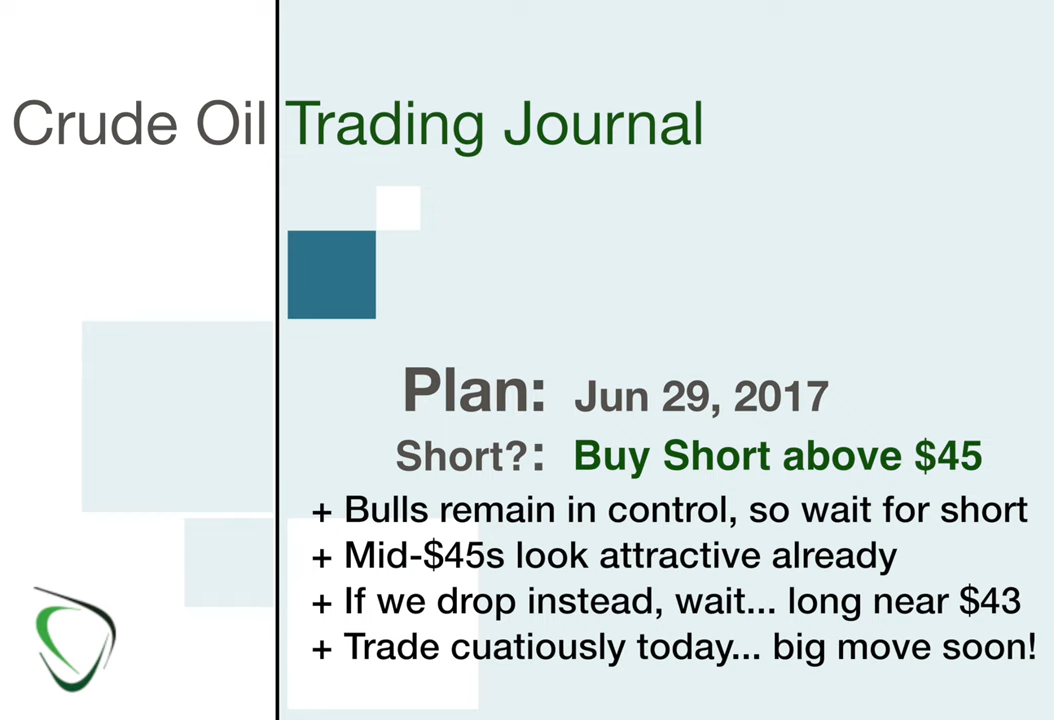 Crude Oil Trading Journal
Plan: Jun 29, 2017
Short?: Buy Short above $45
+ Bulls remain in control, so wait for short
+ Mid-$45s look attractive already
+ If we drop instead, wait... long near $43
+ Trade cuatiously today... big move soon!